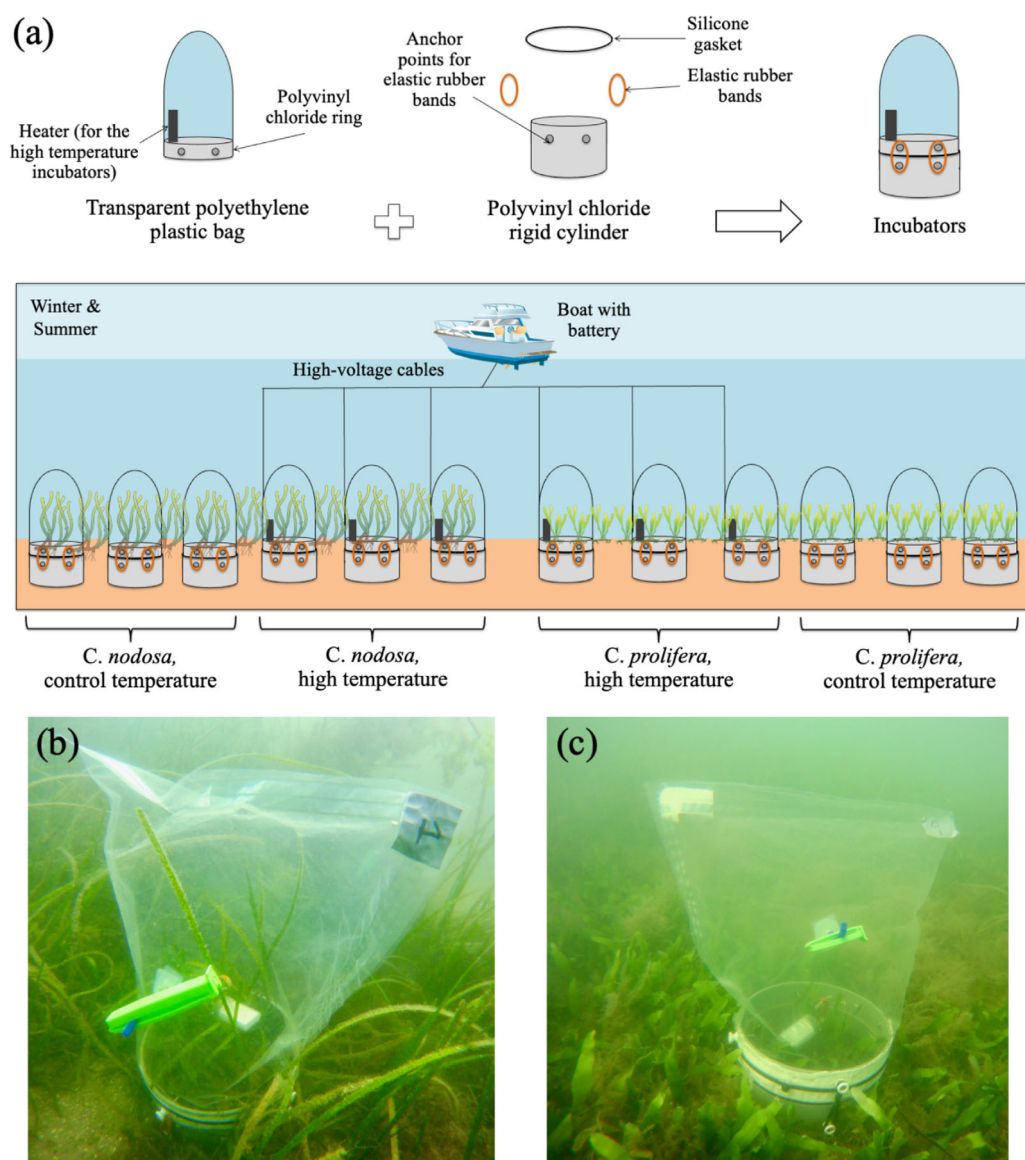 (a)
Heater (for the
high temperature
incubators)
Polyvinyl
chloride ring
Transparent polyethylene
plastic bag
Anchor
points for
elastic rubber
bands
Silicone
gasket
Elastic rubber
bands
Polyvinyl chloride
rigid cylinder
Incubators
Winter &
Summer
Boat with
battery
High-voltage cables
C. nodosa,
control temperature
C. nodosa,
high temperature
C. prolifera,
high temperature
C. prolifera,
control temperature
(b)
(c)